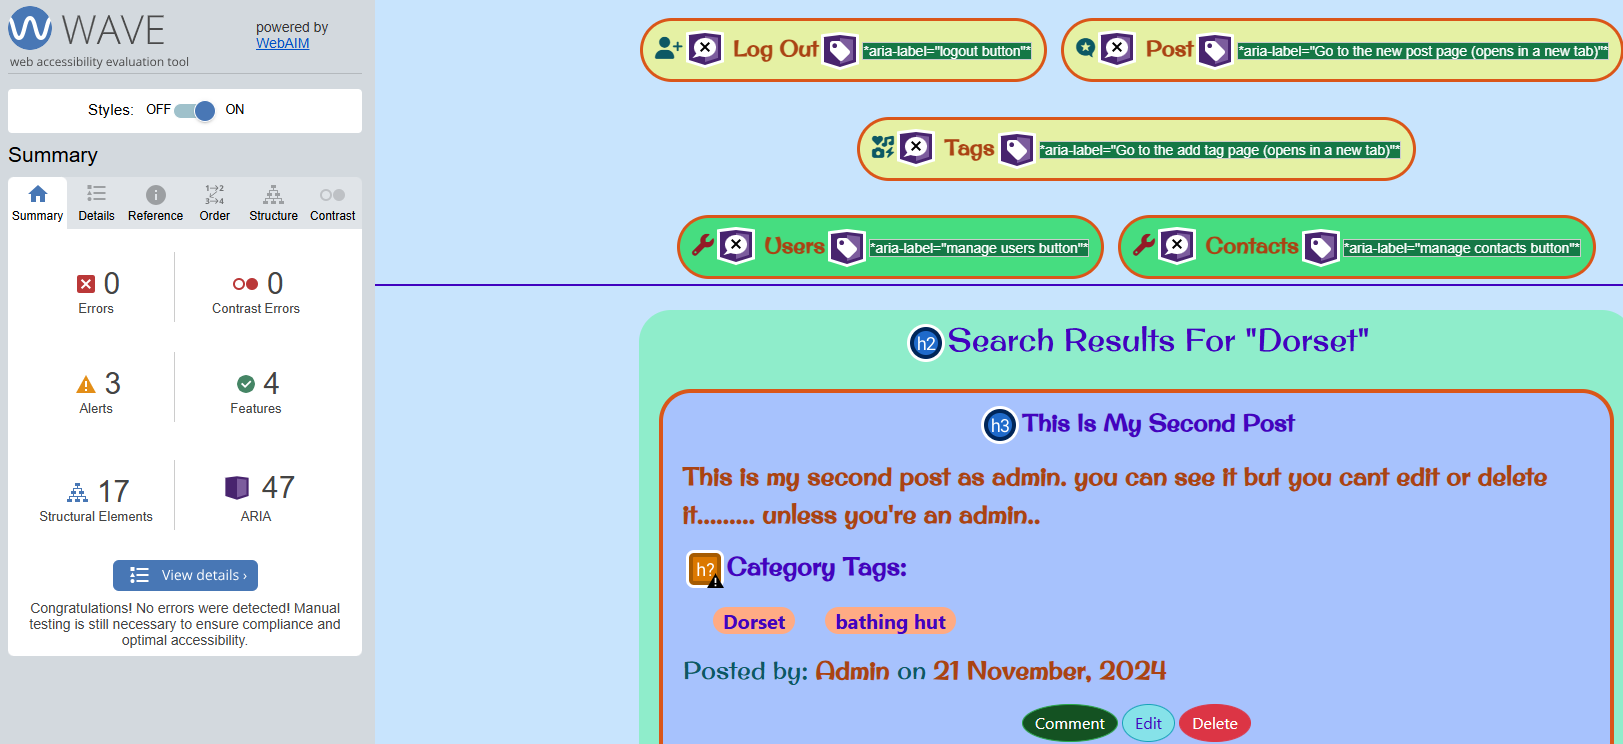 WAVE
powered by
WebAIM
web accessibility evaluation tool
Styles: OFF ON
Summary
Summary Details Reference Order Structure Contrast
0
Errors
0
Contrast Errors
3
Alerts
4
Features
17
Structural Elements
47
ARIA
View details ›
Congratulations! No errors were detected! Manual
testing is still necessary to ensure compliance and
optimal accessibility.
Log Out *aria-label="logout button"*
Post *aria-label="Go to the new post page (opens in a new tab)"*
Tags *aria-label="Go to the add tag page (opens in a new tab)"*
Users *aria-label="manage users button"*
Contacts *aria-label="manage contacts button"*
h2 Search Results For "Dorset"
h3 This Is My Second Post
This is my second post as admin. you can see it but you cant edit or delete
it......... unless you're an admin..
h? Category Tags:
Dorset bathing hut
Posted by: Admin on 21 November, 2024
Comment Edit Delete